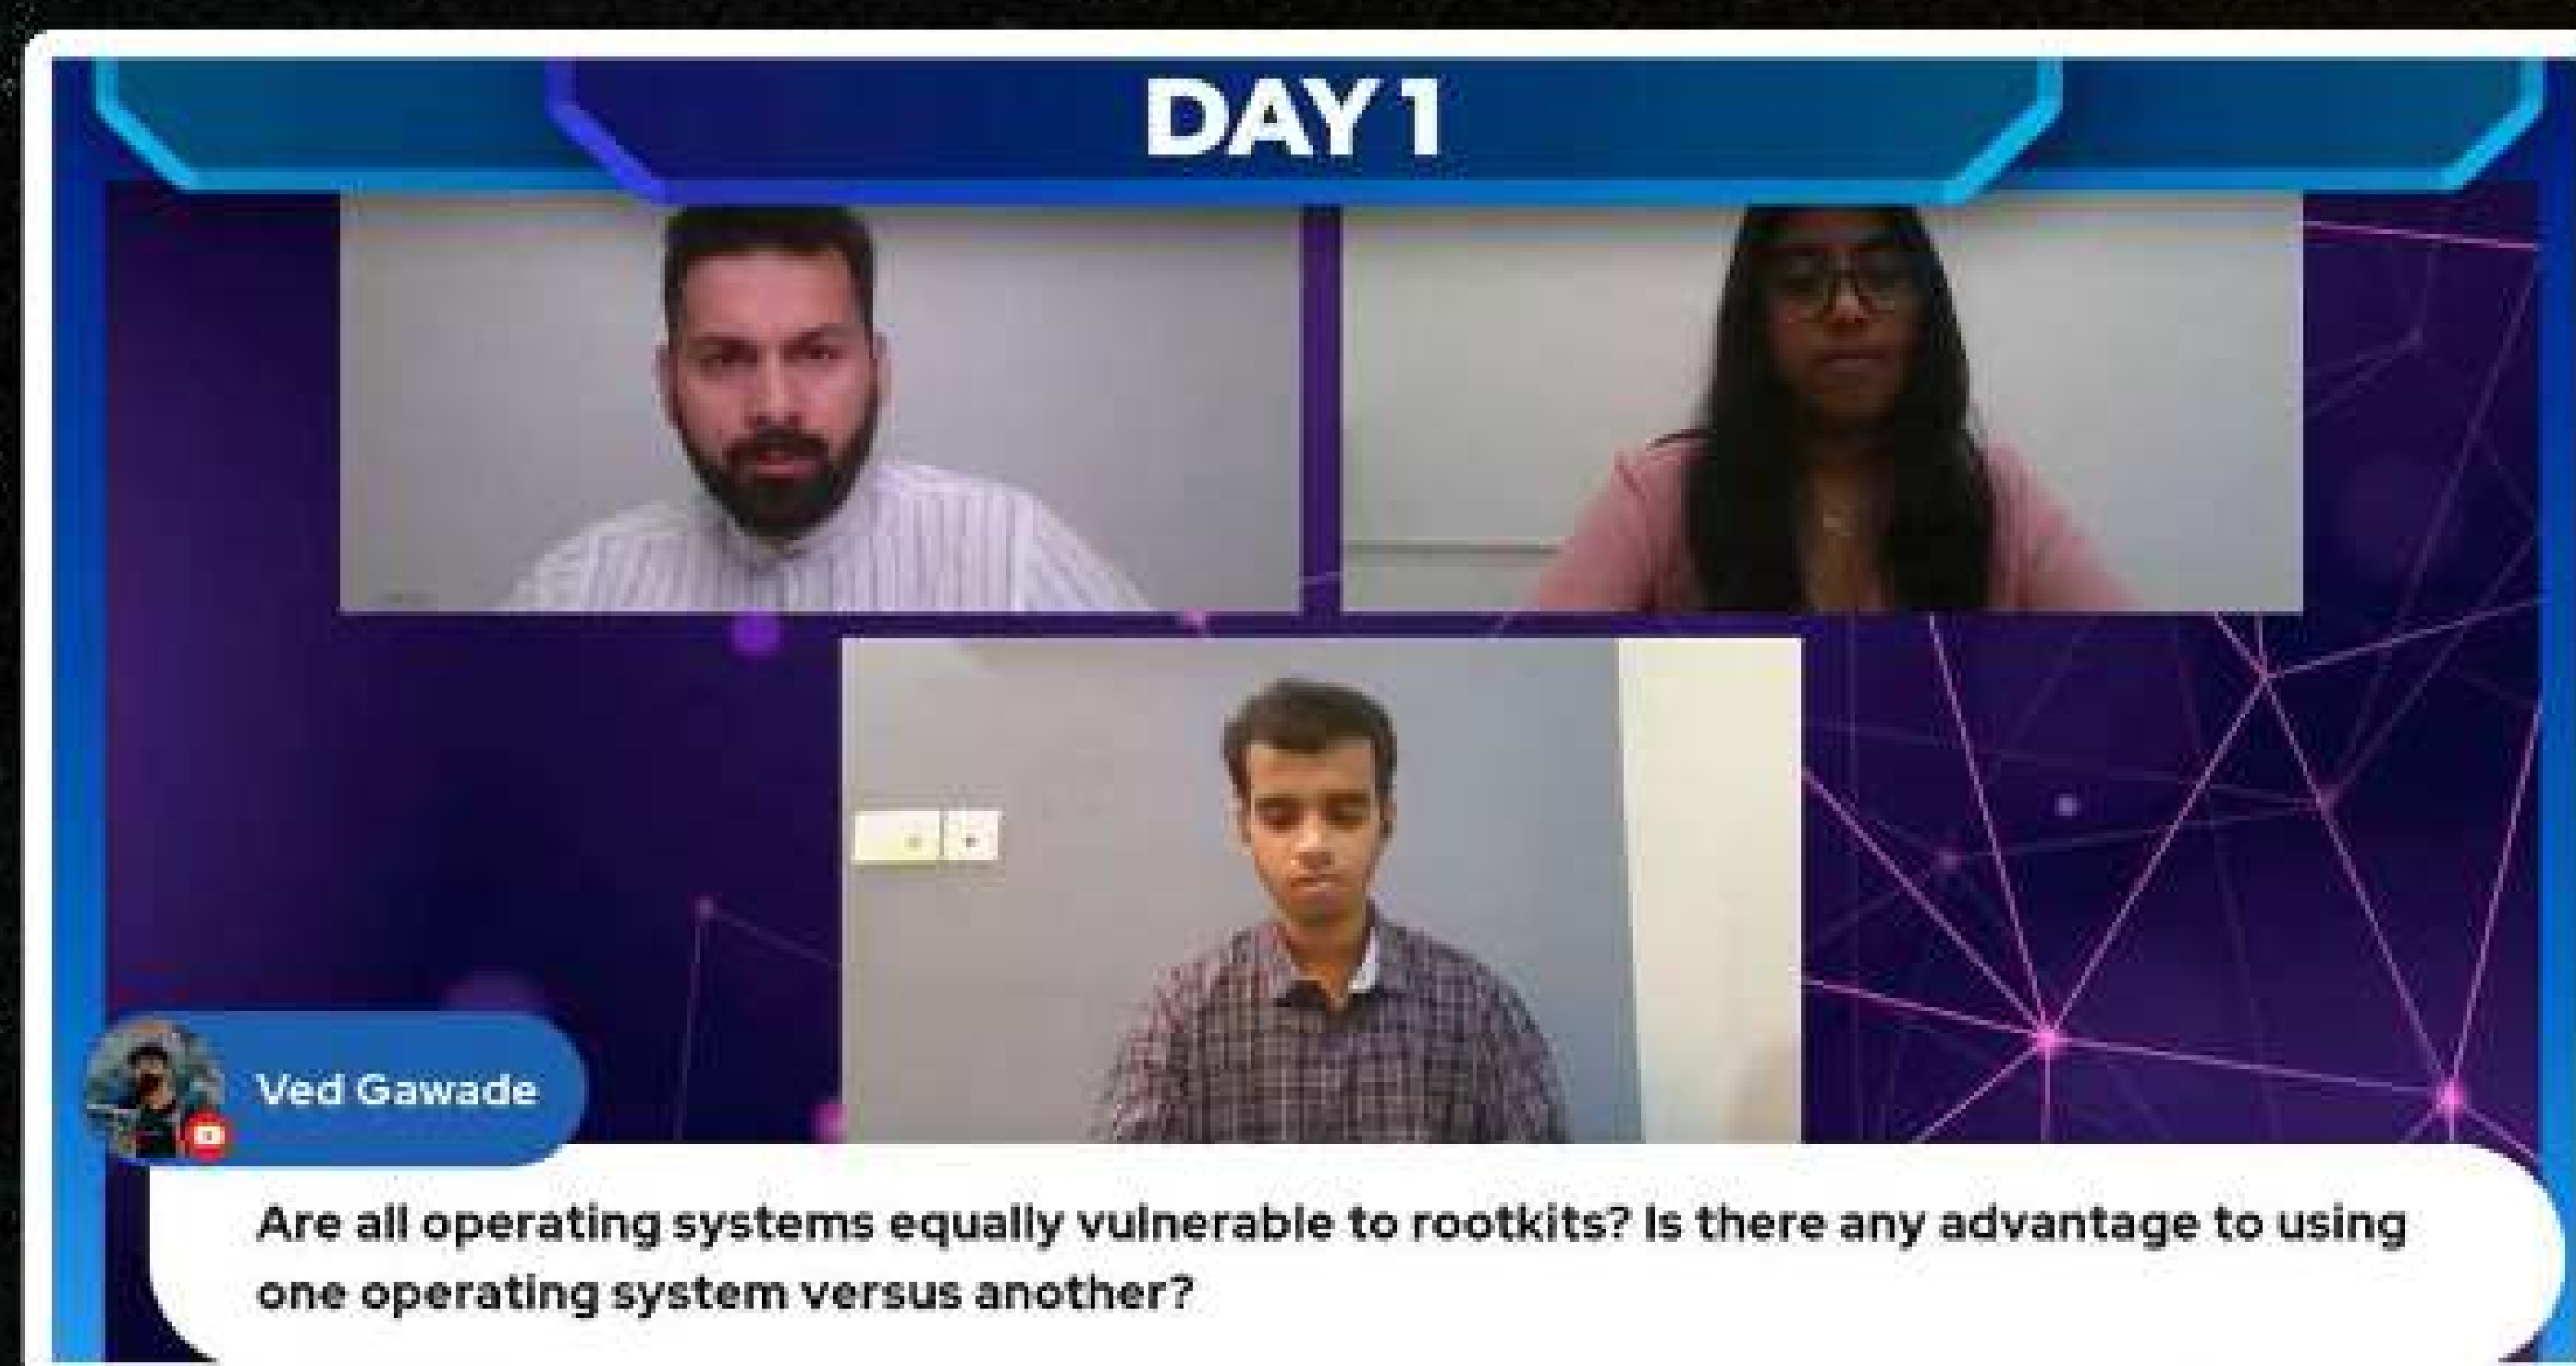 DAY 1
Ved Gawade
Are all operating systems equally vulnerable to rootkits? Is there any advantage to using
one operating system versus another?